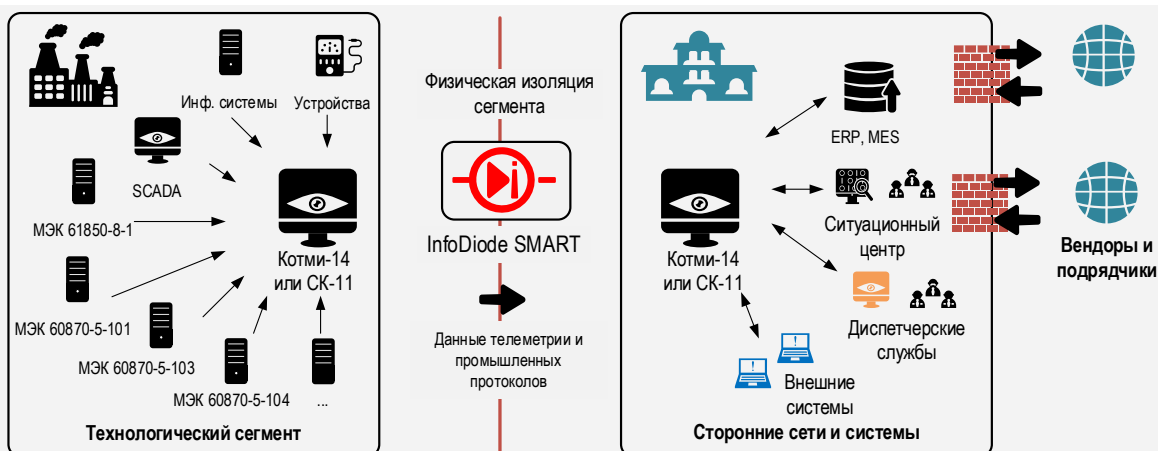 Инф. системы
Устройства
SCADA
МЭК 61850-8-1
МЭК 60870-5-101
МЭК 60870-5-103
МЭК 60870-5-104
...
Котми-14
или СК-11
Технологический сегмент
Физическая изоляция
сегмента
InfoDiode SMART
Данные телеметрии и
промышленных
протоколов
ERP, MES
Котми-14
или СК-11
Ситуационный
центр
Диспетчерские
службы
Внешние
системы
Сторонние сети и системы
Вендоры и
подрядчики